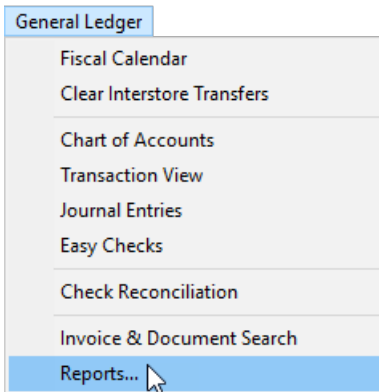 General Ledger
Fiscal Calendar
Clear Interstore Transfers
Chart of Accounts
Transaction View
Journal Entries
Easy Checks
Check Reconciliation
Invoice & Document Search
Reports...